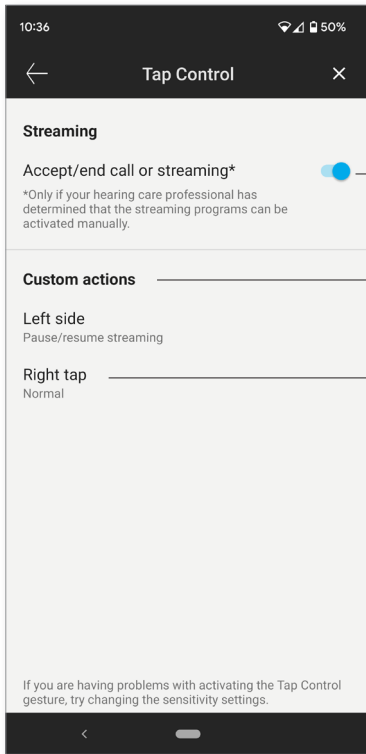 10:36 50%
Tap Control
Streaming
Accept/end call or streaming*
*Only if your hearing care professional has
determined that the streaming programs can be
activated manually.
Custom actions
Left side
Pause/resume streaming
Right tap
Normal
If you are having problems with activating the Tap Control
gesture, try changing the sensitivity settings.